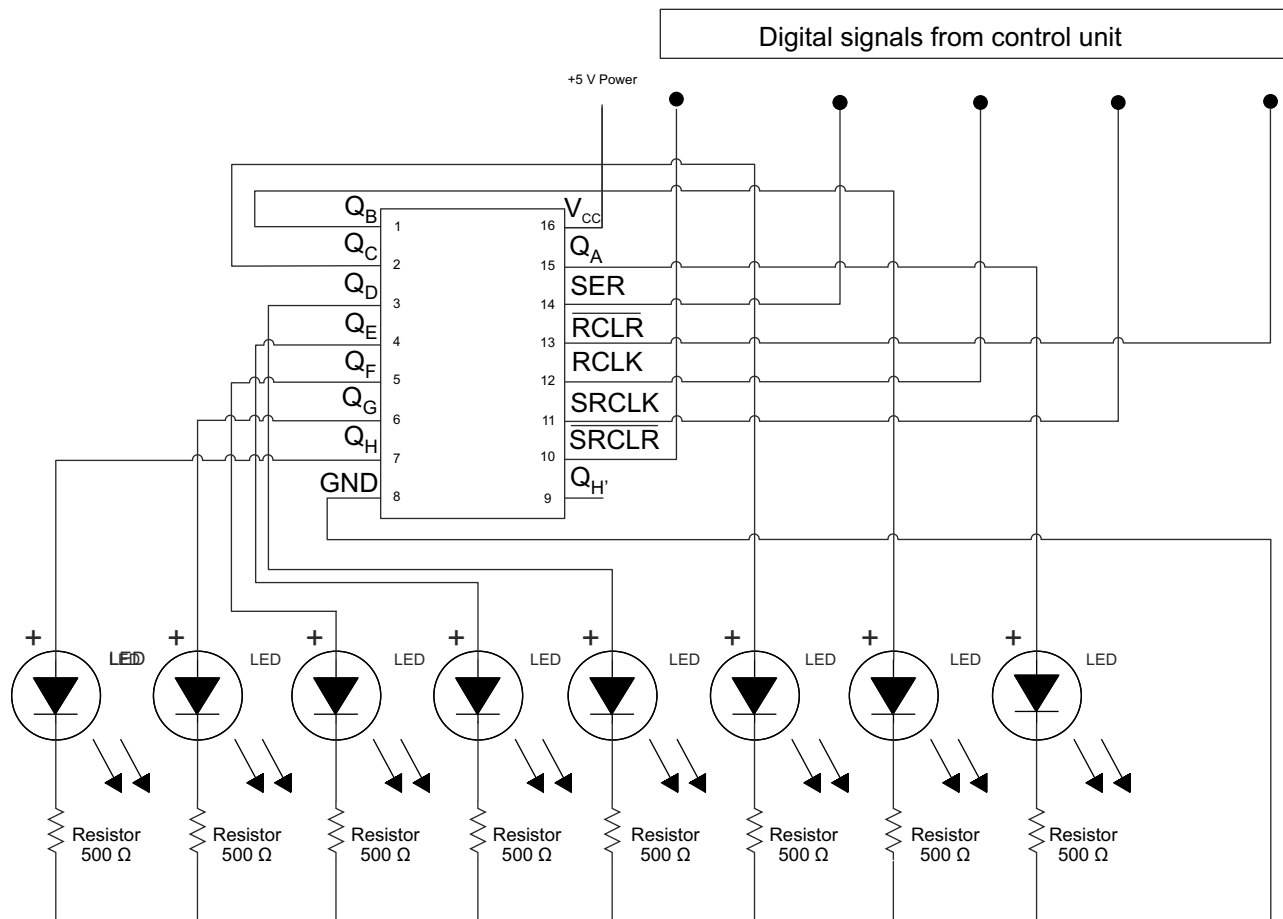 Digital signals from control unit
+5 V Power
QB
1
16
VCC
QC
2
15
QA
QD
3
14
SER
QE
4
13
RCLR
QF
5
12
RCLK
QG
6
11
SRCLK
QH
7
10
SRCLR
GND
8
9
QH'
+ LED
+ LED
+ LED
+ LED
+ LED
+ LED
+ LED
+ LED
Resistor
500 Ω
Resistor
500 Ω
Resistor
500 Ω
Resistor
500 Ω
Resistor
500 Ω
Resistor
500 Ω
Resistor
500 Ω
Resistor
500 Ω